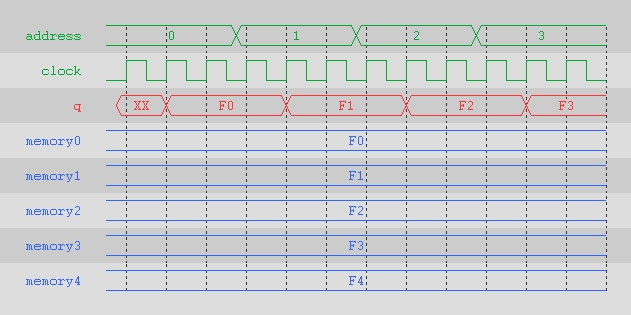 address 0 1 2 3
clock
q XX F0 F1 F2 F3
memory0 F0
memory1 F1
memory2 F2
memory3 F3
memory4 F4